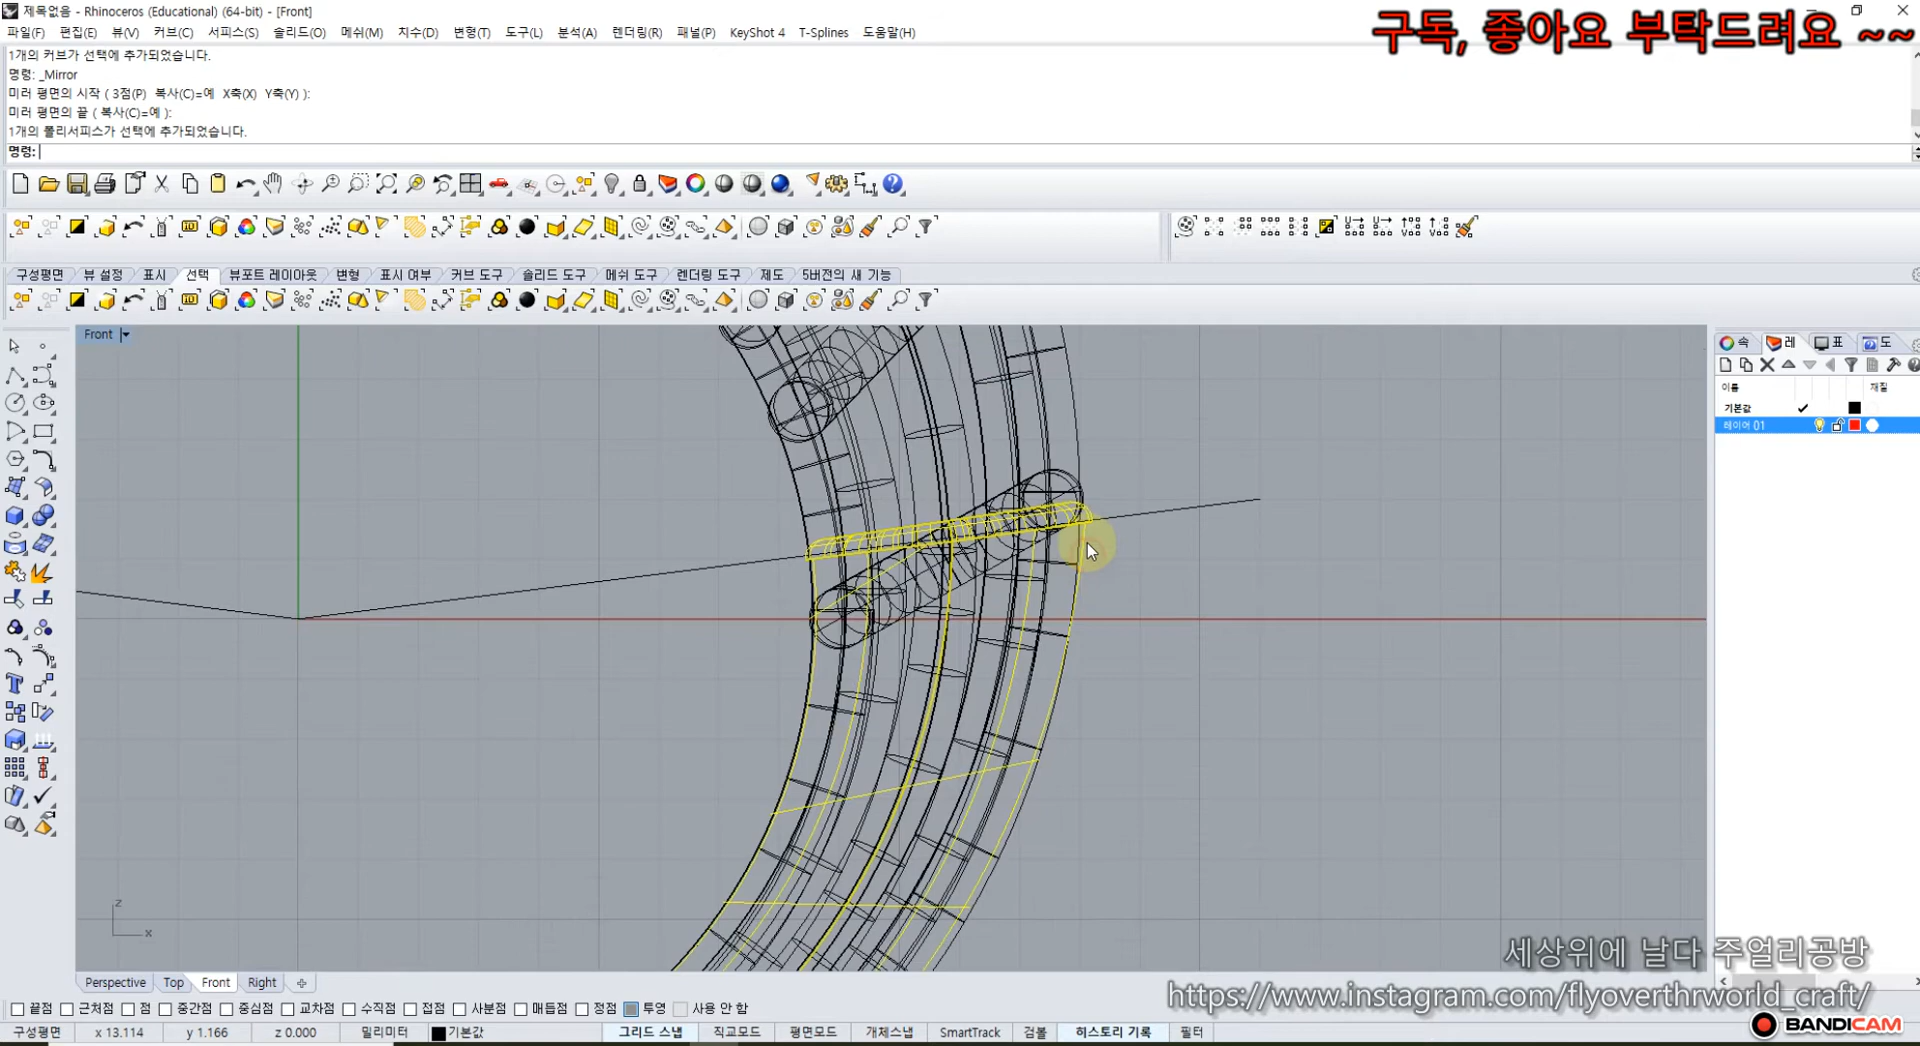 제목없음 - Rhinoceros (Educational) (64-bit) - [Front]
구독, 좋아요 부탁드려요 ~~
파일(F) 편집(E) 뷰(V) 커브(C) 서피스(S) 솔리드(O) 메쉬(M) 치수(D) 변형(T) 도구(L) 분석(A) 렌더링(R) 패널(P) KeyShot 4 T-Splines 도움말(H)
1개의 커브가 선택에 추가되었습니다.
명령: _Mirror
미러 평면의 시작 ( 3점(P) 복사(C)=예 X축(X) Y축(Y) ):
미러 평면의 끝 ( 복사(C)=예 ):
1개의 폴리서피스가 선택에 추가되었습니다.
명령:
구성평면 뷰 설정 표시 선택 뷰포트 레이아웃 변형 표시 여부 커브 도구 솔리드 도구 메쉬 도구 렌더링 도구 제도 5버전의 새 기능
Front
속 레 표 도
이름 재질
기본값
레이어 01
z
x
세상위에 날다 주얼리공방
https://www.instagram.com/flyoverthrworld_craft/
Perspective Top Front Right
끝점 근처점 점 중간점 중심점 교차점 수직점 접점 사분점 매듭점 정점 투영 사용 안 함
구성평면 x 13.114 y 1.166 z 0.000 밀리미터 기본값 그리드 스냅 직교모드 평면모드 개체스냅 SmartTrack 검볼 히스토리 기록 필터
BANDICAM